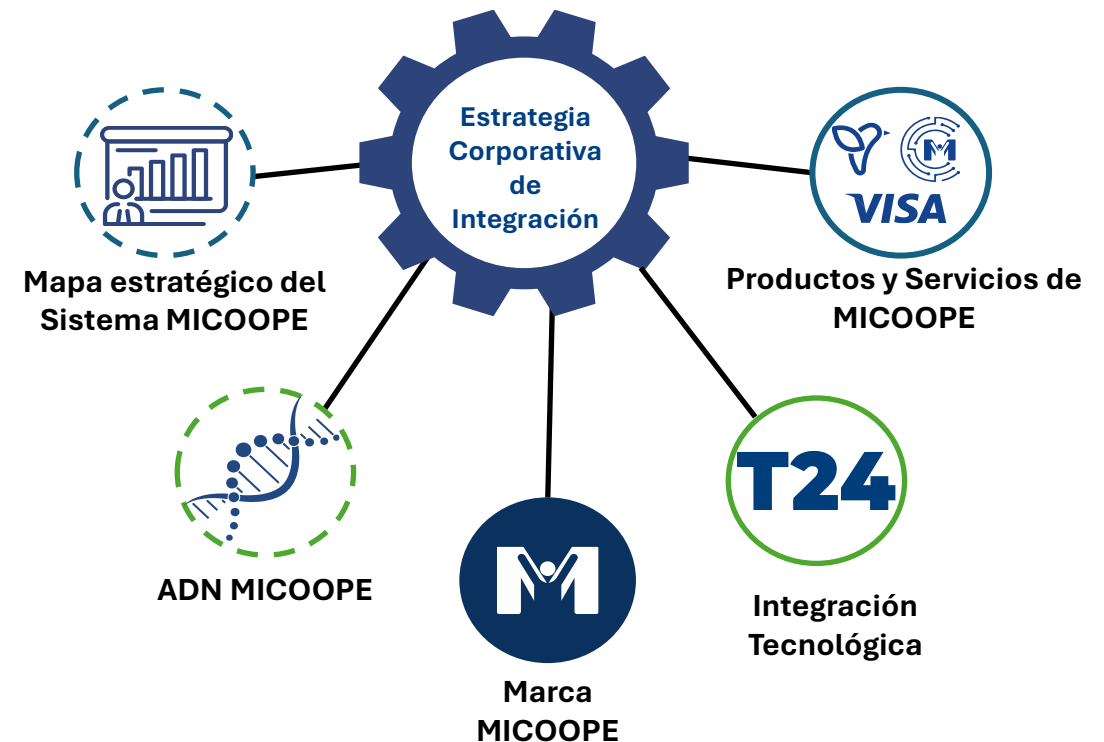 Estrategia
Corporativa
de
Integración
Mapa estratégico del
Sistema MICOOPE
VISA
Productos y Servicios de
MICOOPE
ADN MICOOPE
M
Marca
MICOOPE
T24
Integración
Tecnológica